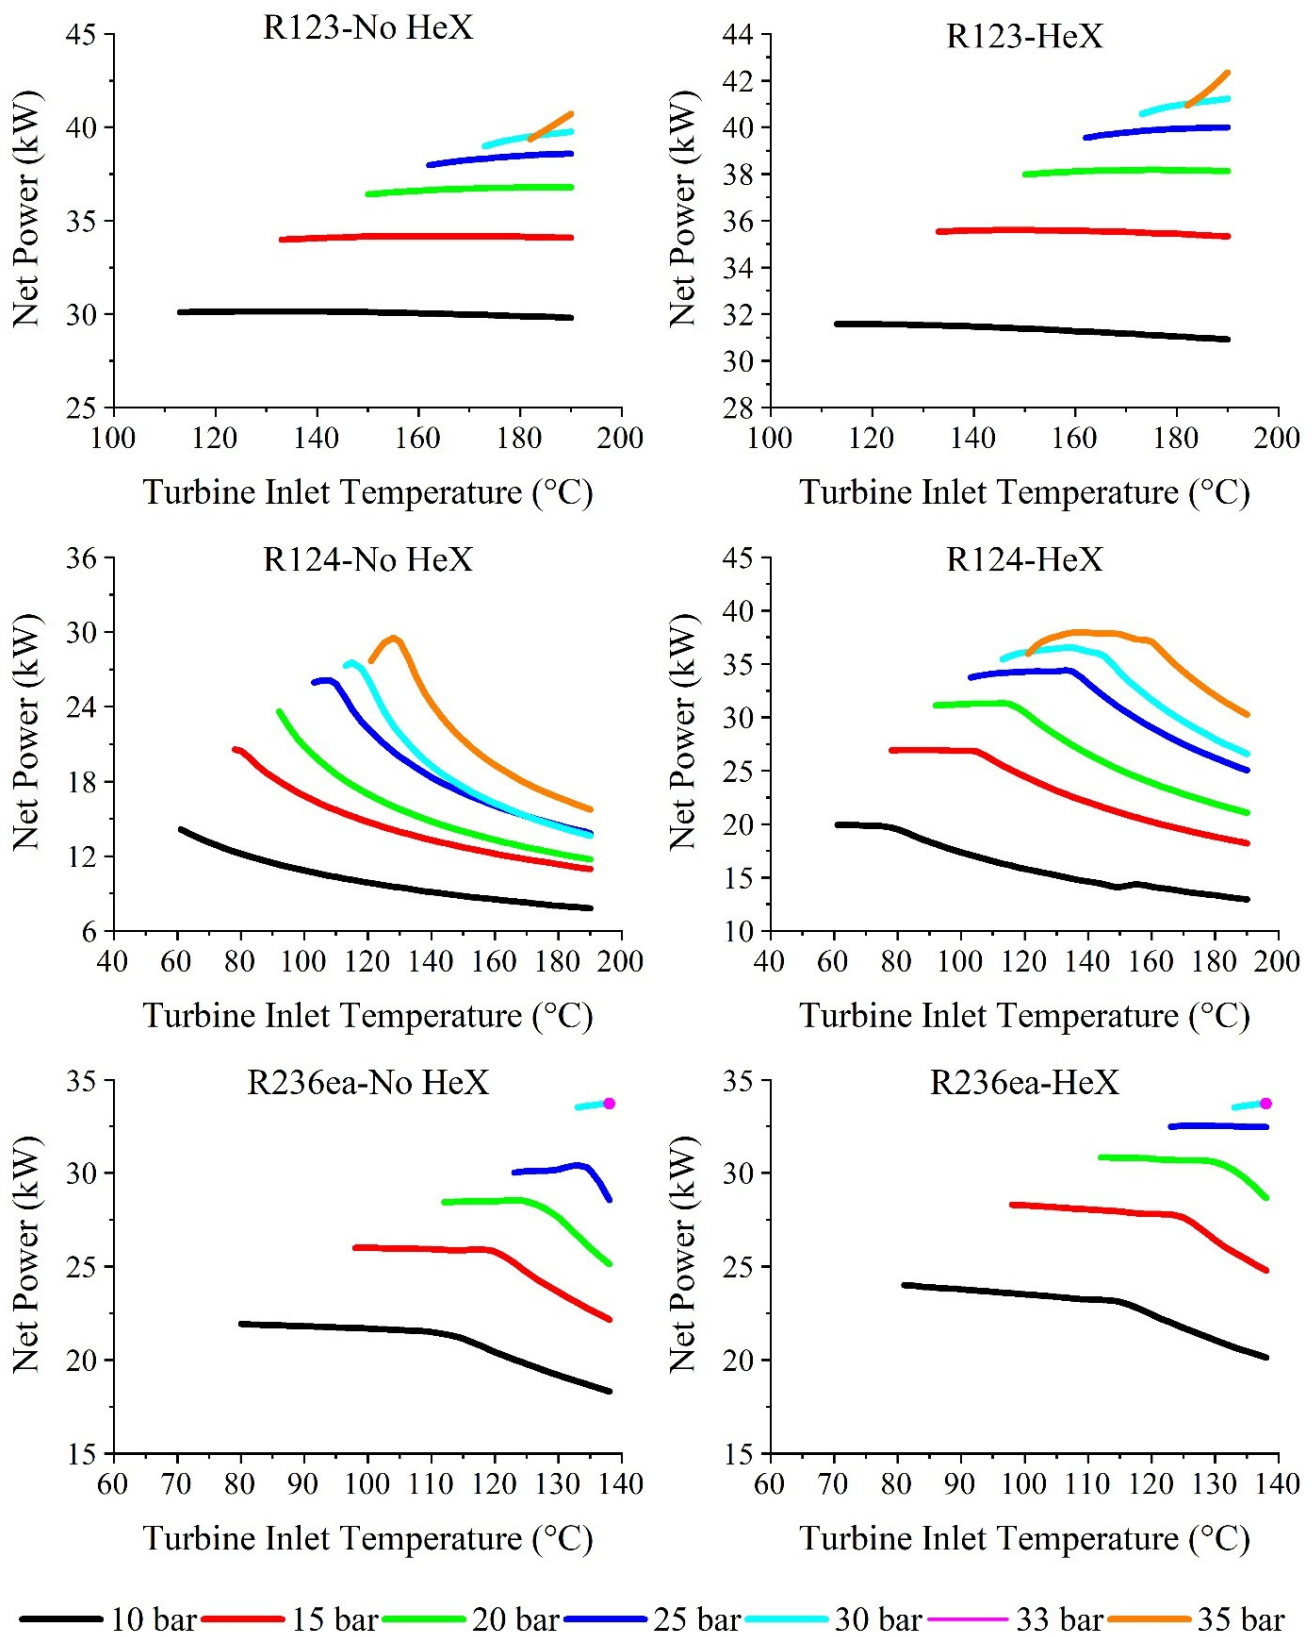 R123-No HeX
45
40
35
30
25
Net Power (kW)
100 120 140 160 180 200
Turbine Inlet Temperature (°C)
R123-HeX
44
42
40
38
36
34
32
30
28
Net Power (kW)
100 120 140 160 180 200
Turbine Inlet Temperature (°C)
R124-No HeX
36
30
24
18
12
6
Net Power (kW)
40 60 80 100 120 140 160 180 200
Turbine Inlet Temperature (°C)
R124-HeX
45
40
35
30
25
20
15
10
Net Power (kW)
40 60 80 100 120 140 160 180 200
Turbine Inlet Temperature (°C)
R236ea-No HeX
35
30
25
20
15
Net Power (kW)
60 70 80 90 100 110 120 130 140
Turbine Inlet Temperature (°C)
R236ea-HeX
35
30
25
20
15
Net Power (kW)
60 70 80 90 100 110 120 130 140
Turbine Inlet Temperature (°C)
10 bar 15 bar 20 bar 25 bar 30 bar 33 bar 35 bar